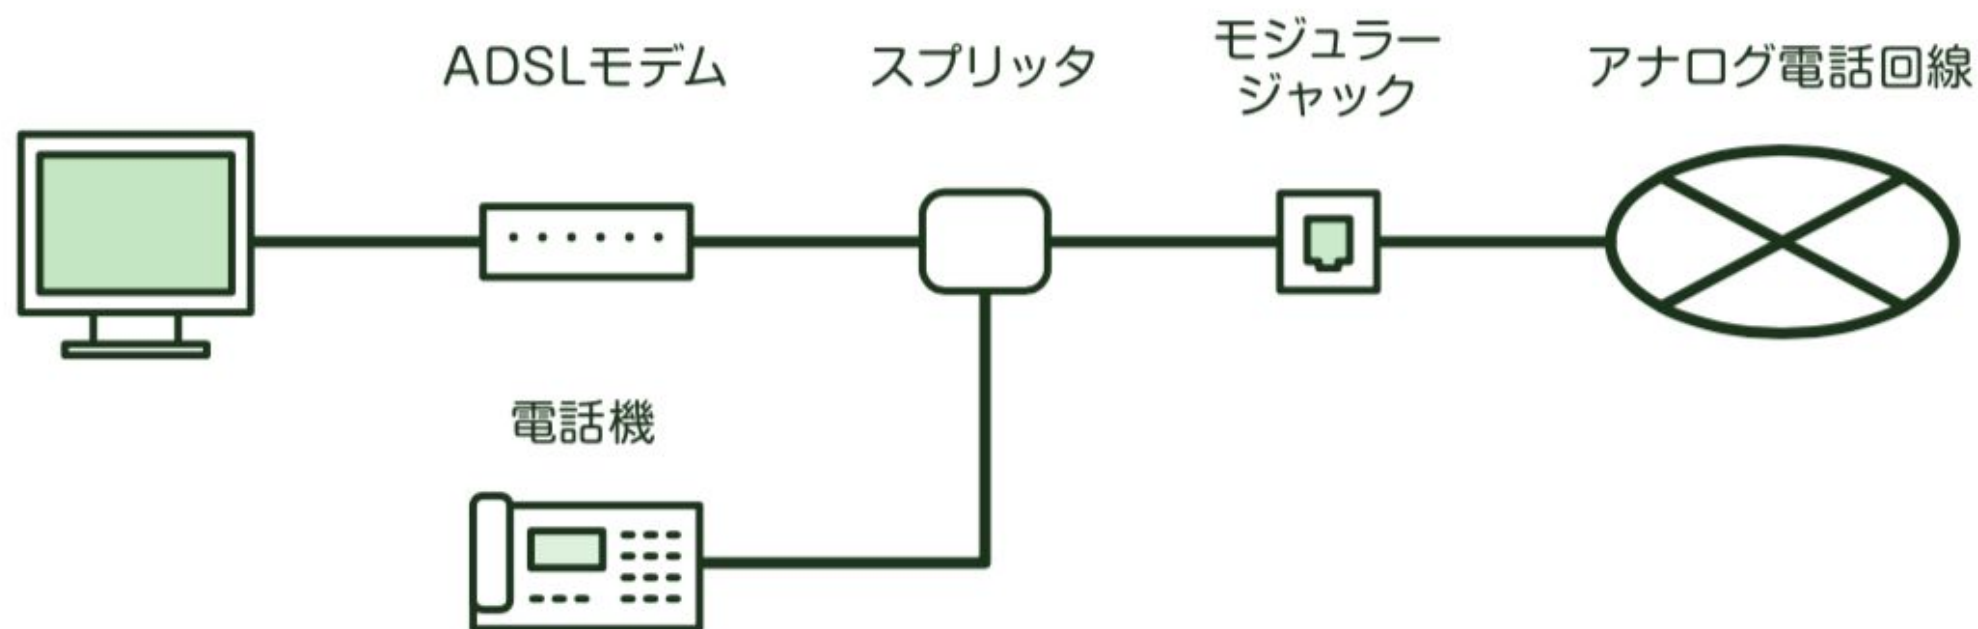 ADSLモデム
スプリッタ
モジュラー
ジャック
アナログ電話回線
電話機